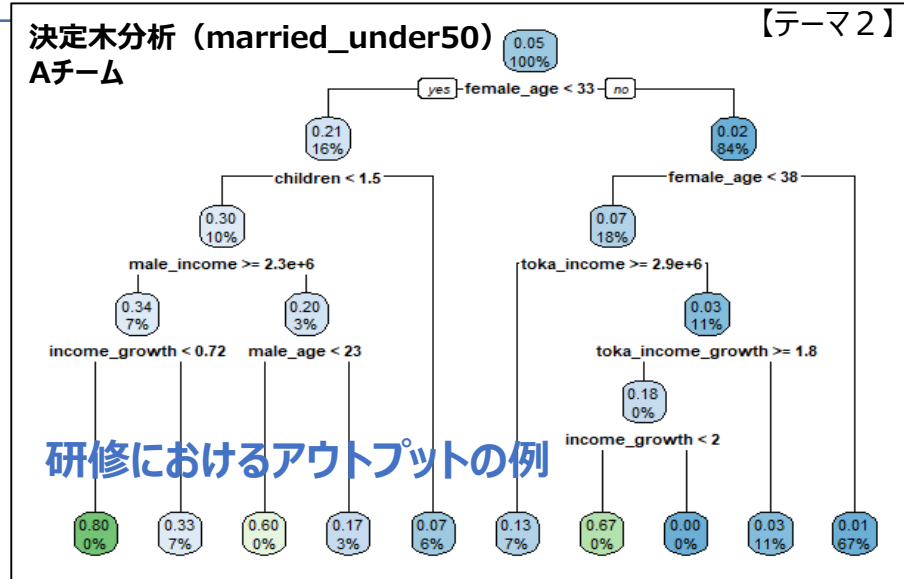 【テーマ２】
決定木分析（married_under50）
Aチーム
0.05
100%
yes female_age < 33 no
0.21
16%
0.02
84%
children < 1.5
female_age < 38
0.30
10%
0.07
18%
male_income >= 2.3e+6
toka_income >= 2.9e+6
0.34
7%
0.20
3%
0.03
11%
income_growth < 0.72
male_age < 23
toka_income_growth >= 1.8
0.18
0%
income_growth < 2
研修におけるアウトプットの例
0.80
0%
0.33
7%
0.60
0%
0.17
3%
0.07
6%
0.13
7%
0.67
0%
0.00
0%
0.03
11%
0.01
67%